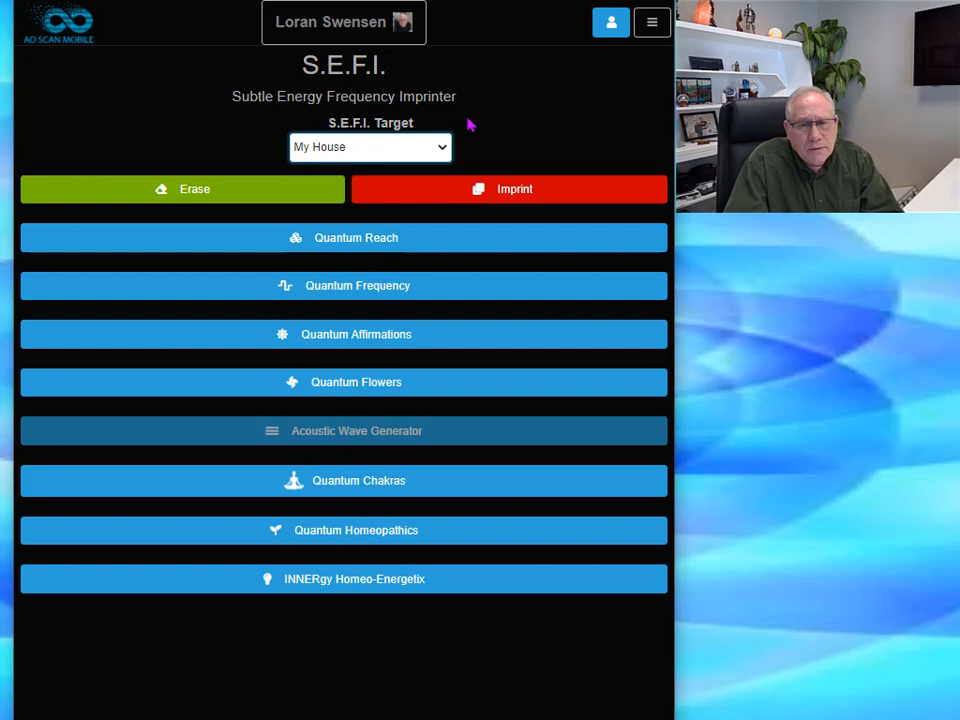 AO SCAN MOBILE
Loran Swensen
S.E.F.I.
Subtle Energy Frequency Imprinter
S.E.F.I. Target
My House
Erase
Imprint
Quantum Reach
Quantum Frequency
Quantum Affirmations
Quantum Flowers
Acoustic Wave Generator
Quantum Chakras
Quantum Homeopathics
INNERgy Homeo-Energetix